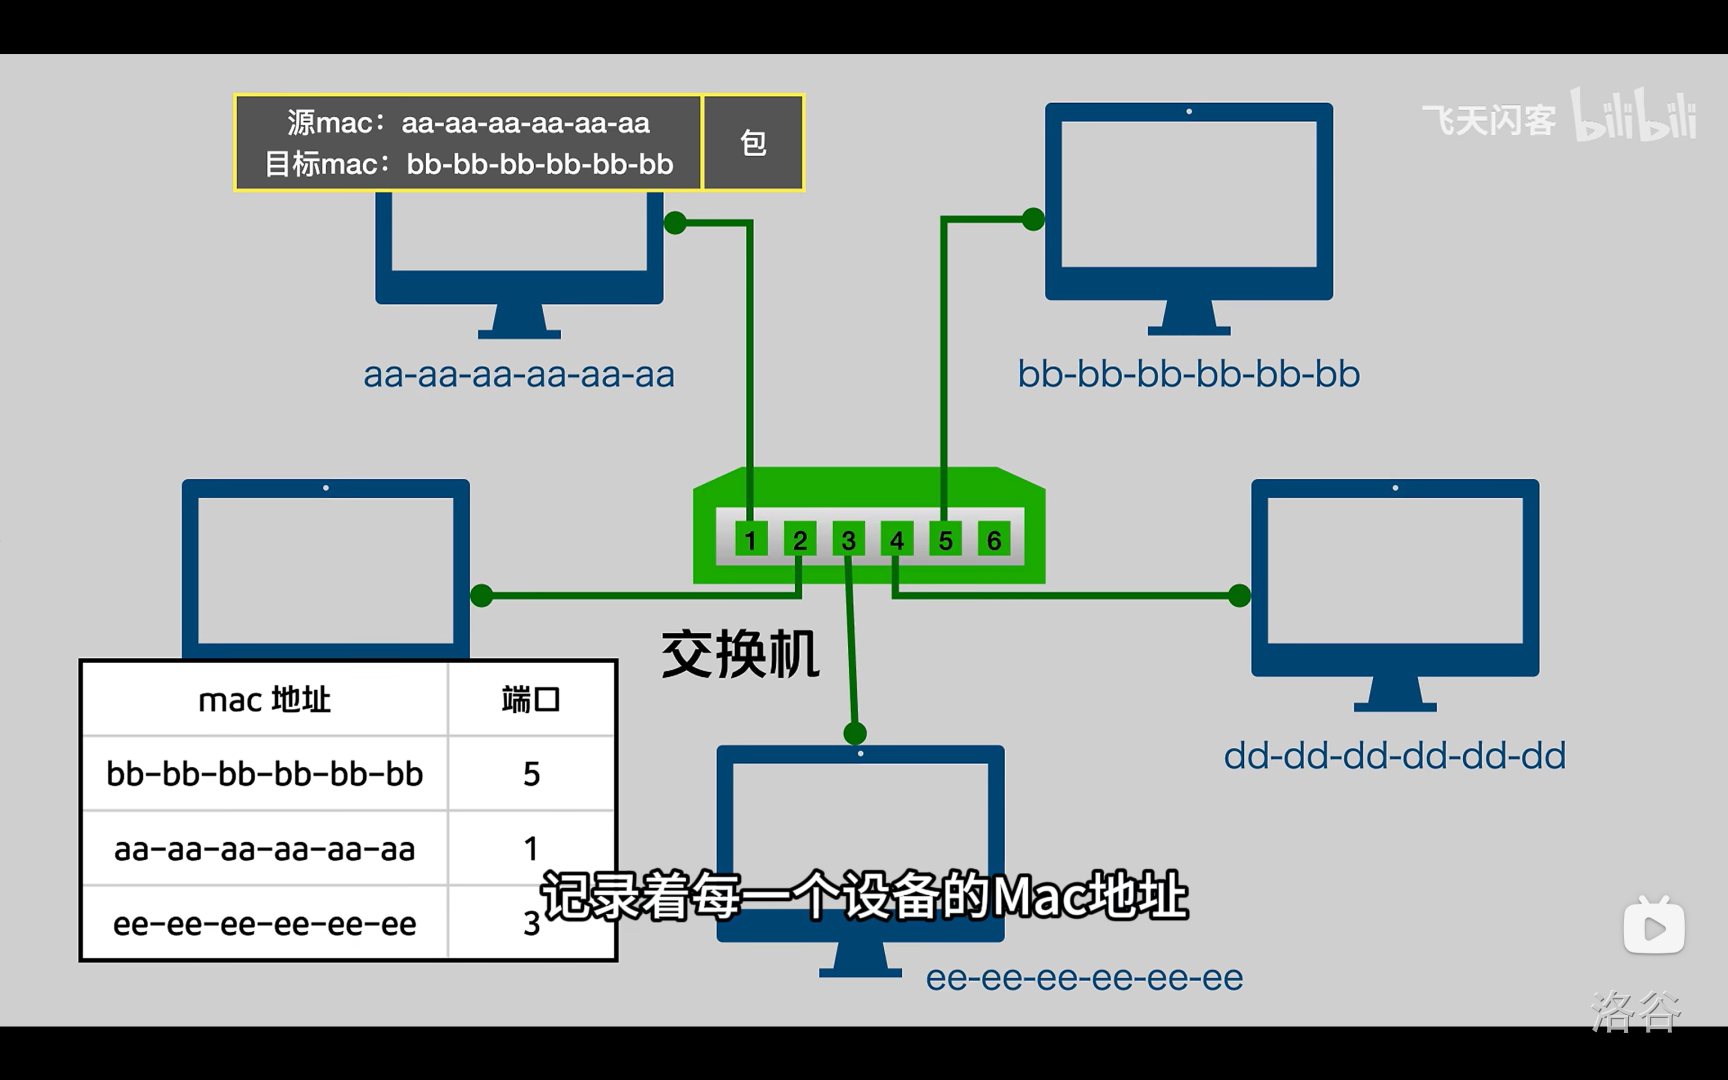 源mac：aa-aa-aa-aa-aa-aa
目标mac：bb-bb-bb-bb-bb-bb
包
飞天闪客
bilibili
aa-aa-aa-aa-aa-aa
bb-bb-bb-bb-bb-bb
1 2 3 4 5 6
交换机
mac 地址 端口
bb-bb-bb-bb-bb-bb 5
aa-aa-aa-aa-aa-aa 1
ee-ee-ee-ee-ee-ee 3
dd-dd-dd-dd-dd-dd
记录着每一个设备的Mac地址
ee-ee-ee-ee-ee-ee
洛谷